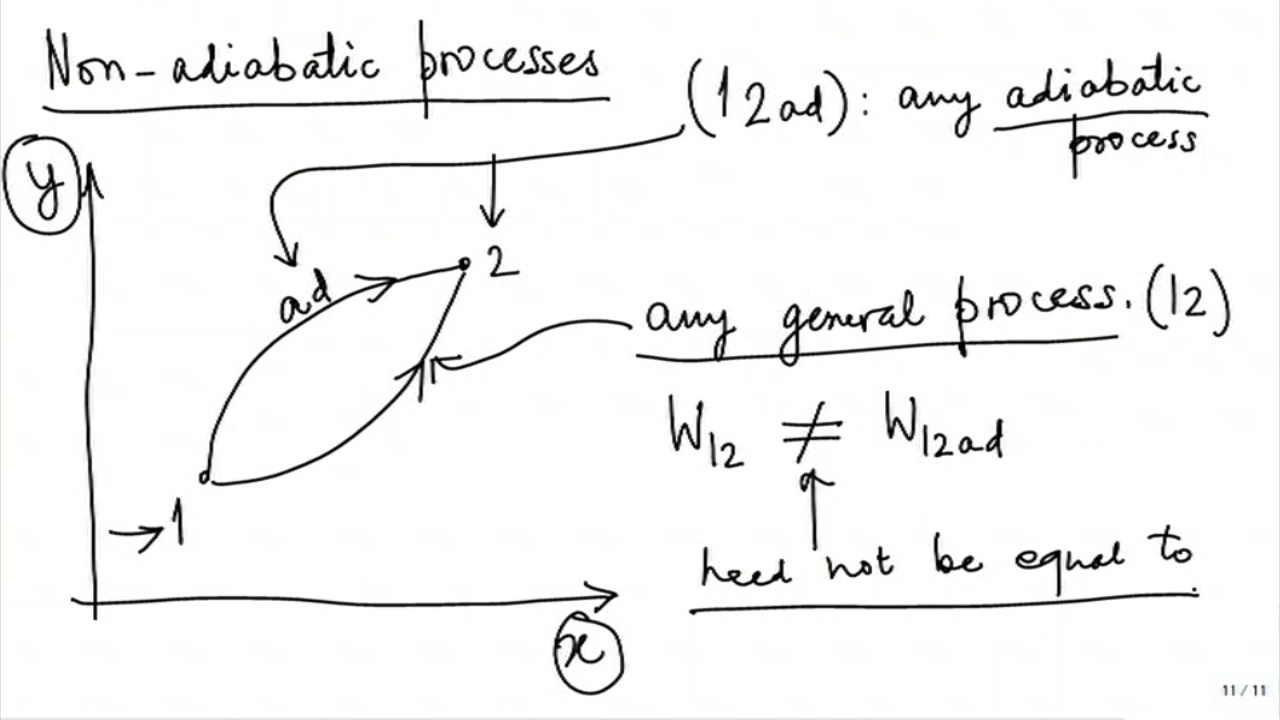 Non-adiabatic processes
(12ad): any adiabatic
process
y
ad
2
any general process. (12)
W12 ≠ W12ad
1
need not be equal to
x
11 / 11